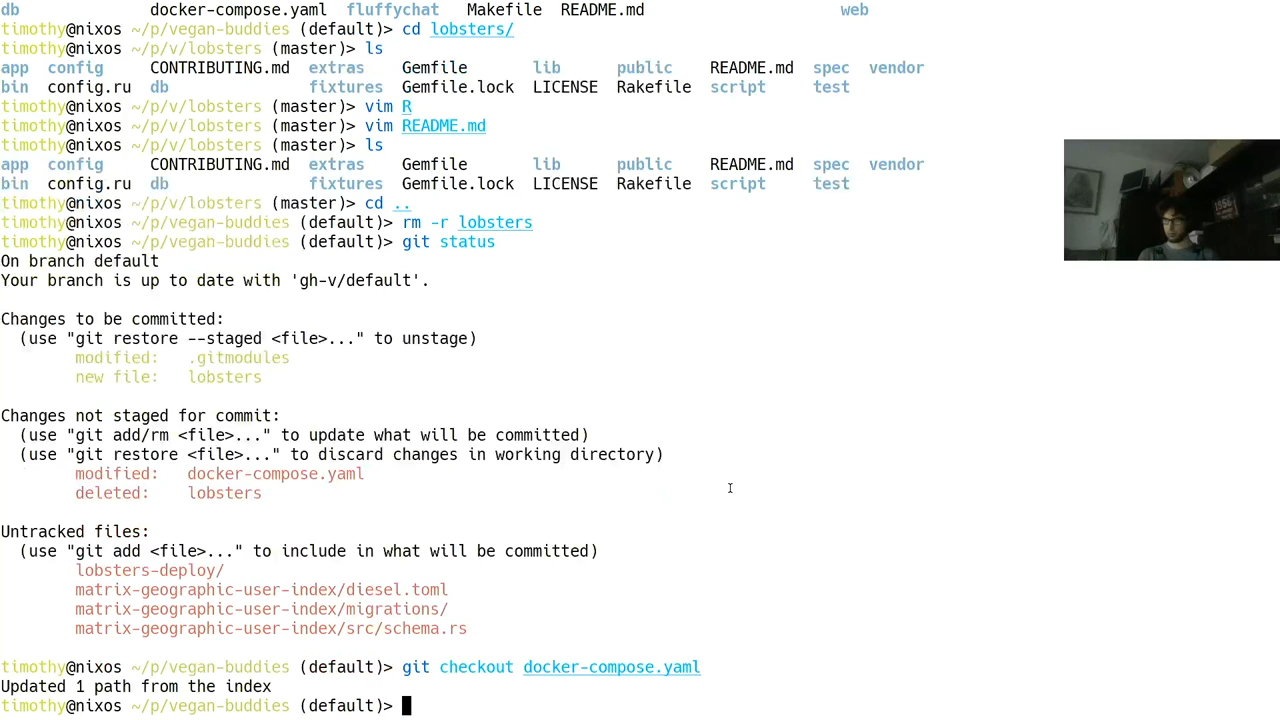 db docker-compose.yaml fluffychat Makefile README.md web
timothy@nixos ~/p/vegan-buddies (default)> cd lobsters/
timothy@nixos ~/p/v/lobsters (master)> ls
app config CONTRIBUTING.md extras Gemfile lib public README.md spec vendor
bin config.ru db fixtures Gemfile.lock LICENSE Rakefile script test
timothy@nixos ~/p/v/lobsters (master)> vim R
timothy@nixos ~/p/v/lobsters (master)> vim README.md
timothy@nixos ~/p/v/lobsters (master)> ls
app config CONTRIBUTING.md extras Gemfile lib public README.md spec vendor
bin config.ru db fixtures Gemfile.lock LICENSE Rakefile script test
timothy@nixos ~/p/v/lobsters (master)> cd ..
timothy@nixos ~/p/vegan-buddies (default)> rm -r lobsters
timothy@nixos ~/p/vegan-buddies (default)> git status
On branch default
Your branch is up to date with 'gh-v/default'.
Changes to be committed:
(use "git restore --staged <file>..." to unstage)
modified: .gitmodules
new file: lobsters
Changes not staged for commit:
(use "git add/rm <file>..." to update what will be committed)
(use "git restore <file>..." to discard changes in working directory)
modified: docker-compose.yaml
deleted: lobsters
Untracked files:
(use "git add <file>..." to include in what will be committed)
lobsters-deploy/
matrix-geographic-user-index/diesel.toml
matrix-geographic-user-index/migrations/
matrix-geographic-user-index/src/schema.rs
timothy@nixos ~/p/vegan-buddies (default)> git checkout docker-compose.yaml
Updated 1 path from the index
timothy@nixos ~/p/vegan-buddies (default)>